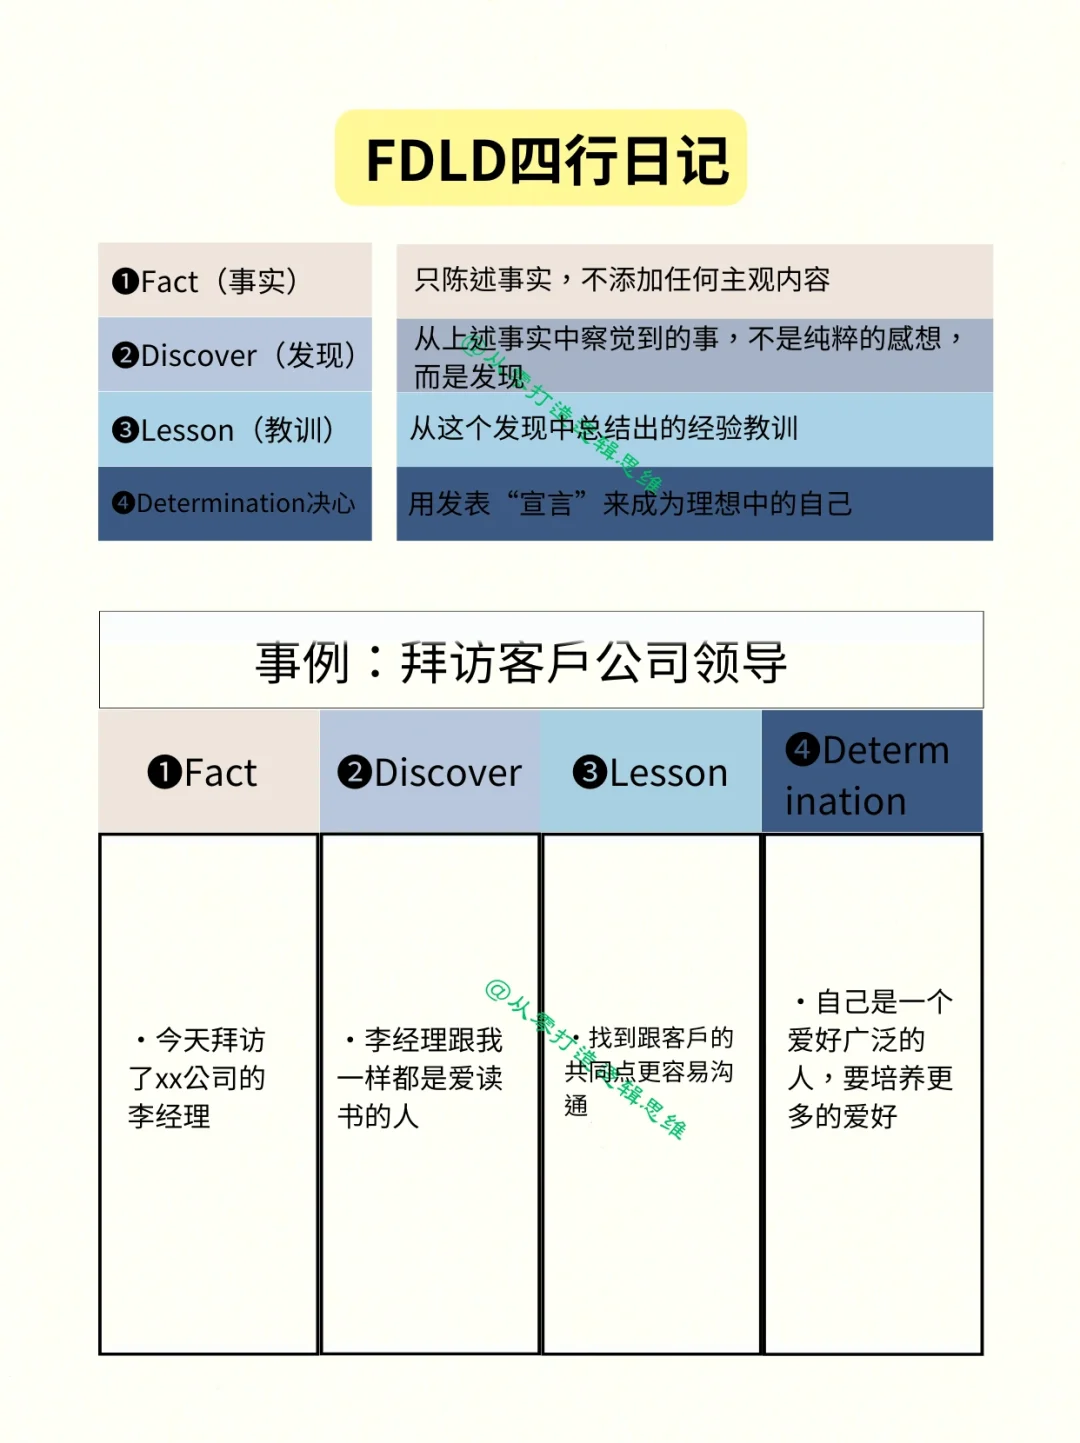 FDLD四行日记
❶Fact（事实）
只陈述事实，不添加任何主观内容
❷Discover（发现）
从上述事实中察觉到的事，不是纯粹的感想，
而是发现
❸Lesson（教训）
从这个发现中总结出的经验教训
❹Determination决心
用发表“宣言”来成为理想中的自己
@从零打造逻辑思维
事例：拜访客戶公司领导
❶Fact
❷Discover
❸Lesson
❹Determ
ination
・今天拜访
了xx公司的
李经理
・李经理跟我
一样都是爱读
书的人
・找到跟客戶的
共同点更容易沟
通
・自己是一个
爱好广泛的
人，要培养更
多的爱好
@从零打造逻辑思维